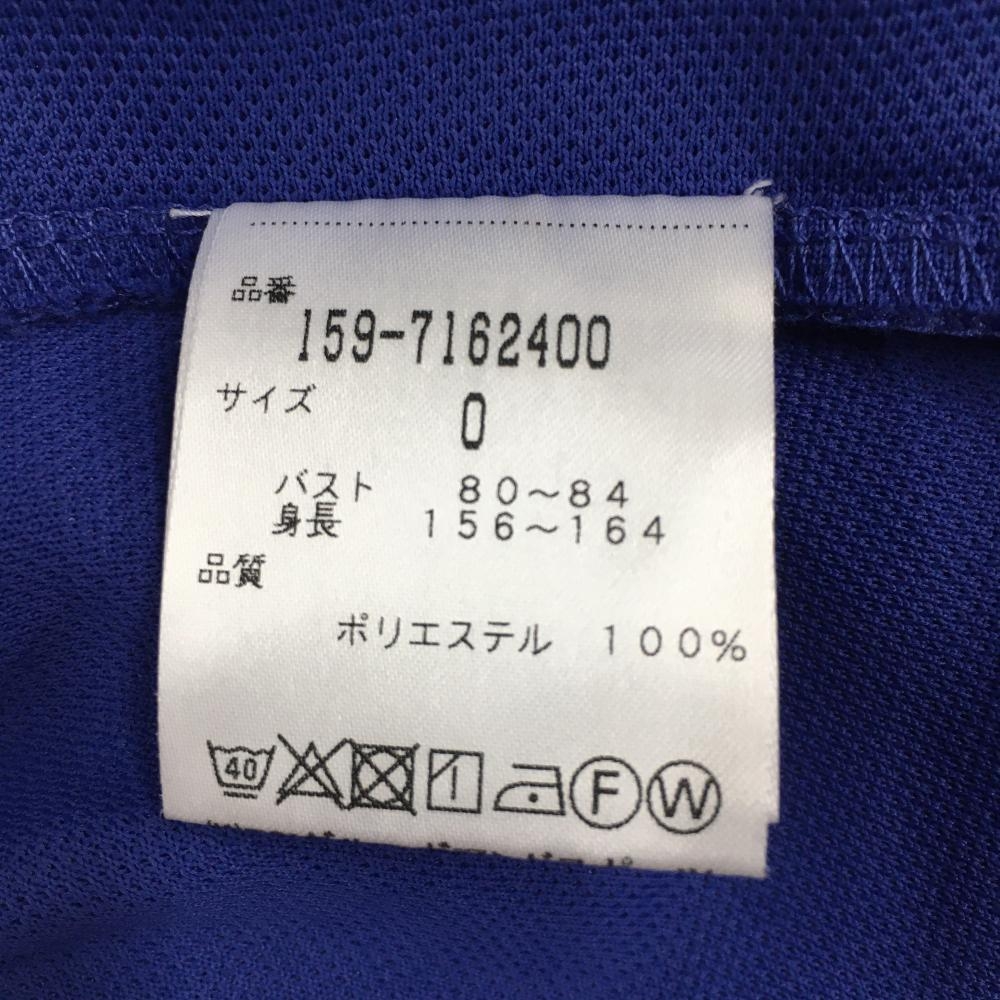 品番
159-7162400
サイズ 0
バスト 80~84
身長 156~164
品質
ポリエステル 100%
40 F W